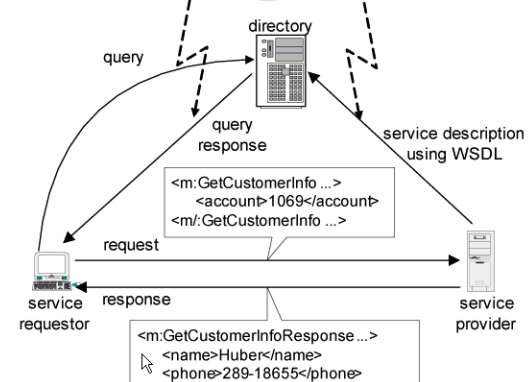 directory
query
query
response
service description
using WSDL
<m:GetCustomerInfo ...>
<account>1069</account>
<m/:GetCustomerInfo ...>
request
response
service
requestor
service
provider
<m:GetCustomerInfoResponse ...>
<name>Huber</name>
<phone>289-18655</phone>